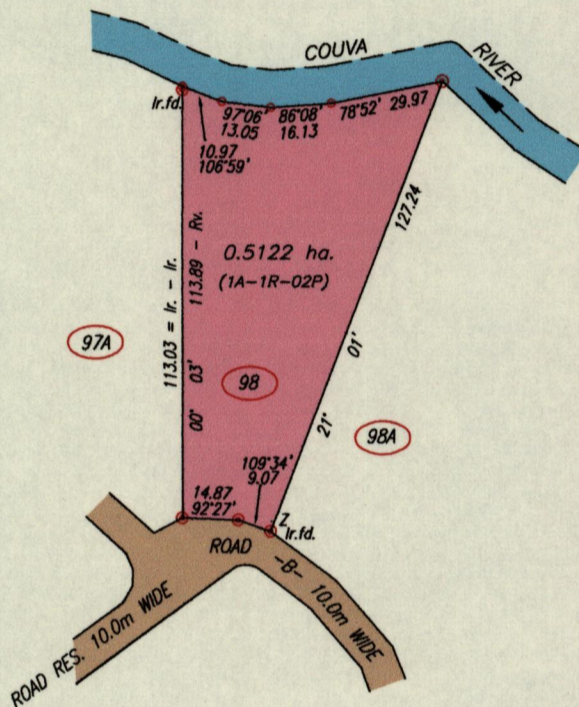 COUVA
RIVER
Ir.fd.
97°06'
13.05
86°08'
16.13
78°52' 29.97
10.97
106°59'
127.24
0.5122 ha.
(1A-1R-02P)
113.03 = Ir. - Ir.
113.89 - Rv.
97A
01'
00° 03'
98
21°
98A
109°34'
9.07
14.87
92°27'
Z
Ir.fd.
ROAD
-B- 10.0m WIDE
ROAD RES. 10.0m WIDE